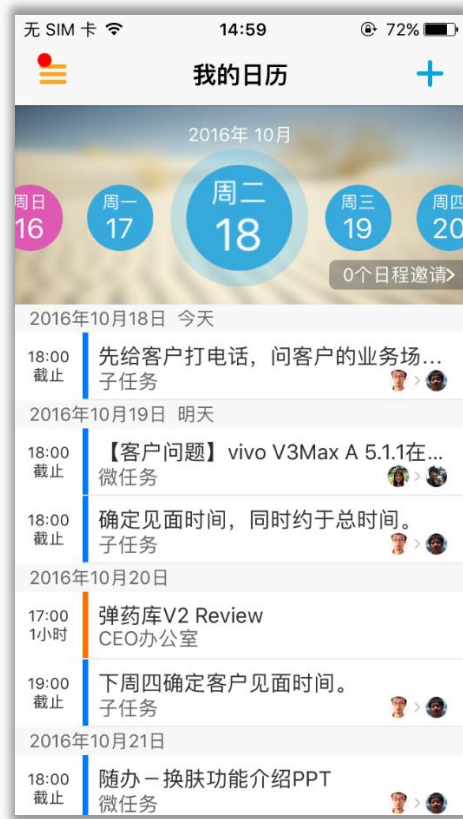 无 SIM 卡 14:59 72%
我的日历
2016年 10月
周日 周一 周二 周三 周四
16 17 18 19 20
0个日程邀请>
2016年10月18日 今天
18:00 先给客户打电话，问客户的业务场...
截止 子任务
2016年10月19日 明天
18:00 【客户问题】vivo V3Max A 5.1.1在...
截止 微任务
18:00 确定见面时间，同时约于总时间。
截止 子任务
2016年10月20日
17:00 弹药库V2 Review
1小时 CEO办公室
19:00 下周四确定客户见面时间。
截止 子任务
2016年10月21日
18:00 随办－换肤功能介绍PPT
截止 微任务